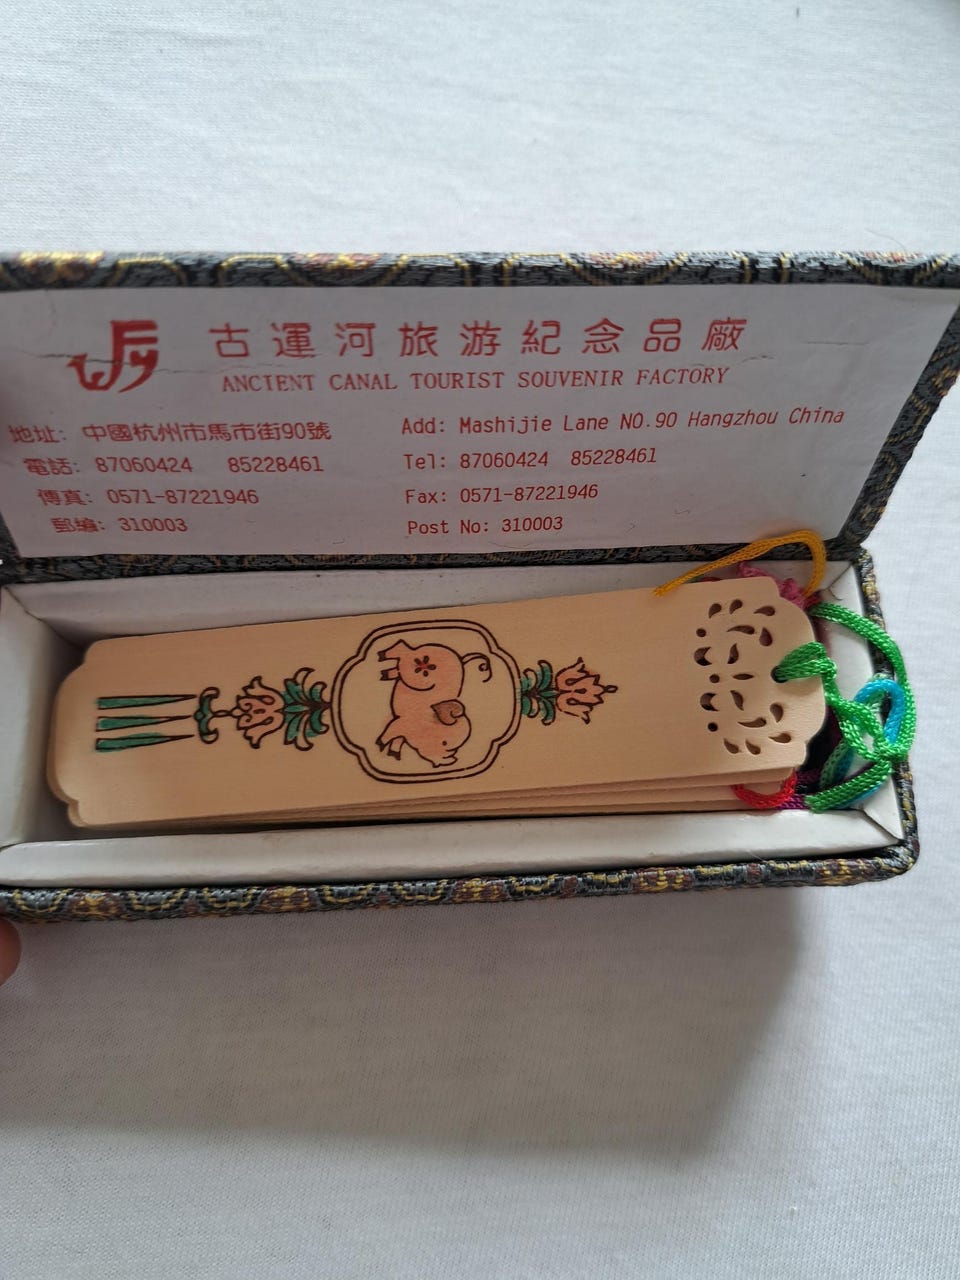 古運河旅游紀念品廠
ANCIENT CANAL TOURIST SOUVENIR FACTORY
地址: 中國杭州市馬市街90號
電話: 87060424 85228461
傳真: 0571-87221946
郵編: 310003
Add: Mashijie Lane NO.90 Hangzhou China
Tel: 87060424 85228461
Fax: 0571-87221946
Post No: 310003